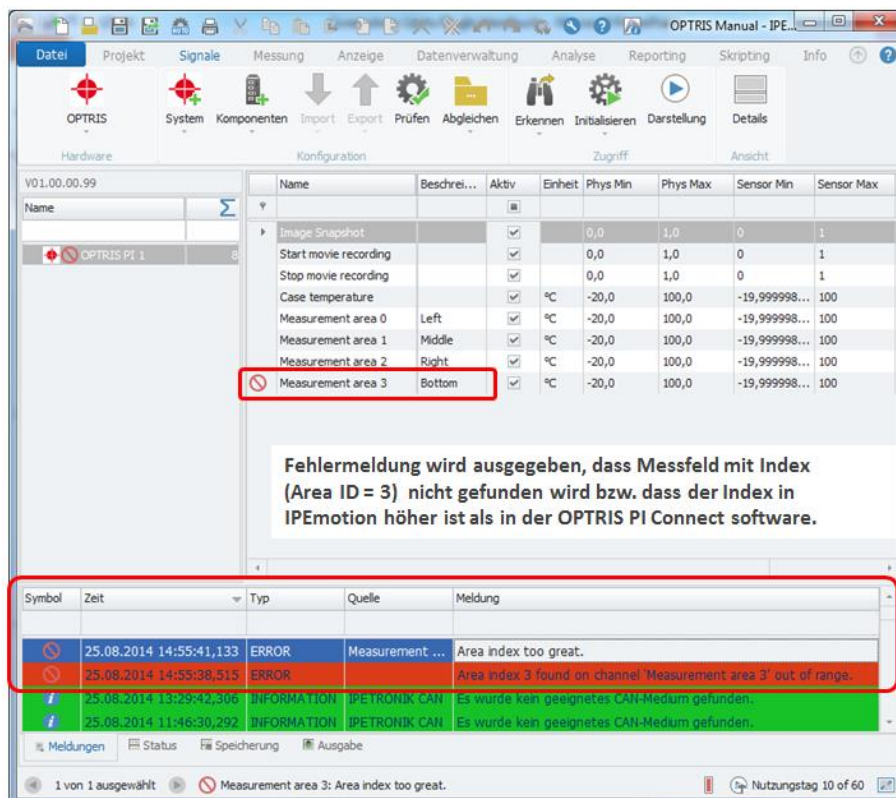 OPTRIS Manual - IPE...
Datei Projekt Signale Messung Anzeige Datenverwaltung Analyse Reporting Skripting Info
OPTRIS System Komponenten Import Export Prüfen Abgleichen Erkennen Initialisieren Darstellung Details
Hardware Konfiguration Zugriff Ansicht
V01.00.00.99
Name Σ
OPTRIS PI 1 8
Name Beschrei... Aktiv Einheit Phys Min Phys Max Sensor Min Sensor Max
Image Snapshot 0,0 1,0 0 1
Start movie recording 0,0 1,0 0 1
Stop movie recording 0,0 1,0 0 1
Case temperature °C -20,0 100,0 -19,999998... 100
Measurement area 0 Left °C -20,0 100,0 -19,999998... 100
Measurement area 1 Middle °C -20,0 100,0 -19,999998... 100
Measurement area 2 Right °C -20,0 100,0 -19,999998... 100
Measurement area 3 Bottom °C -20,0 100,0 -19,999998... 100
Fehlermeldung wird ausgegeben, dass Messfeld mit Index
(Area ID = 3) nicht gefunden wird bzw. dass der Index in
IPEmotion höher ist als in der OPTRIS PI Connect software.
Symbol Zeit Typ Quelle Meldung
25.08.2014 14:55:41,133 ERROR Measurement ... Area index too great.
25.08.2014 14:55:38,515 ERROR Area index 3 found on channel 'Measurement area 3' out of range.
25.08.2014 13:29:42,306 INFORMATION IPETRONIK CAN Es wurde kein geeignetes CAN-Medium gefunden.
25.08.2014 11:46:30,292 INFORMATION IPETRONIK CAN Es wurde kein geeignetes CAN-Medium gefunden.
Meldungen Status Speicherung Ausgabe
1 von 1 ausgewählt Measurement area 3: Area index too great. Nutzungstag 10 of 60